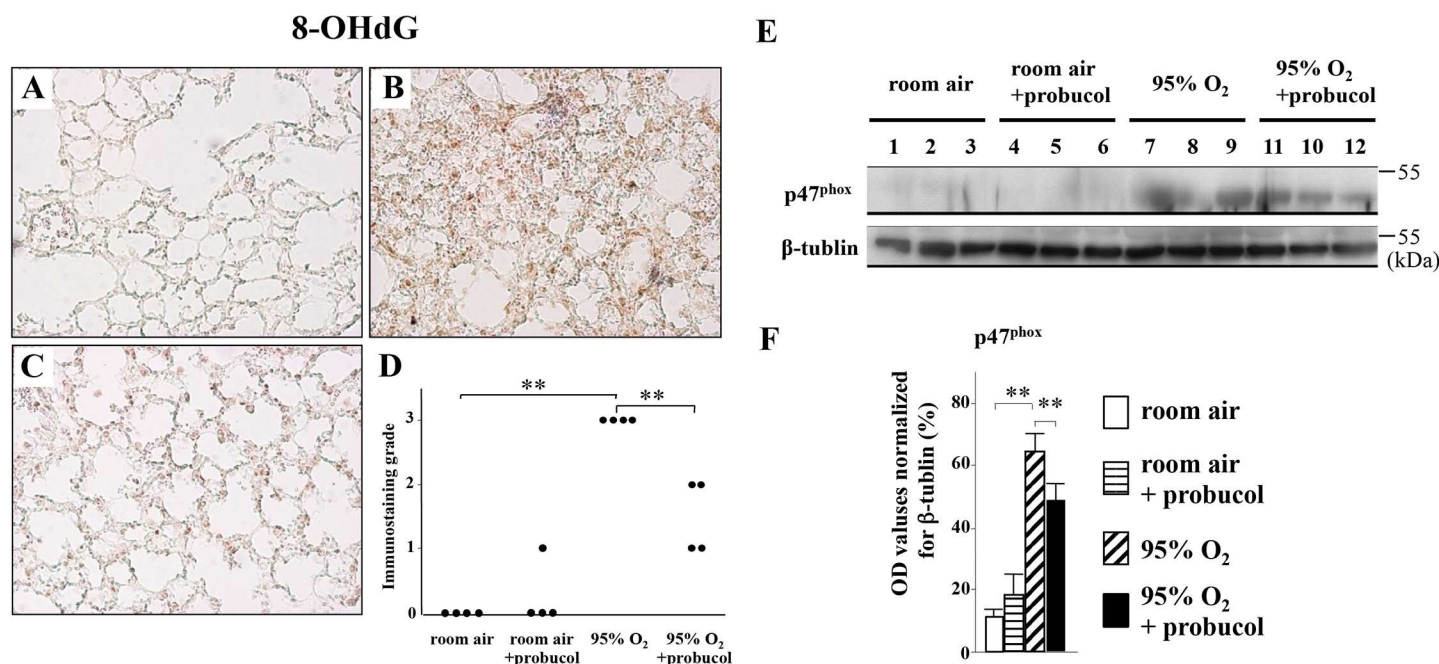 8-OHdG
A
B
C
D
**
**
Immunostaining grade
3
2
1
0
room air
room air
+probucol
95% O₂
95% O₂
+probucol
E
room air
room air
+probucol
95% O₂
95% O₂
+probucol
1 2 3 4 5 6 7 8 9 11 10 12
p47ᵖʰᵒˣ
55
β-tublin
55
(kDa)
F
p47ᵖʰᵒˣ
OD valuses normalized
for β-tublin (%)
80
60
40
20
0
**
**
room air
room air
+ probucol
95% O₂
95% O₂
+ probucol